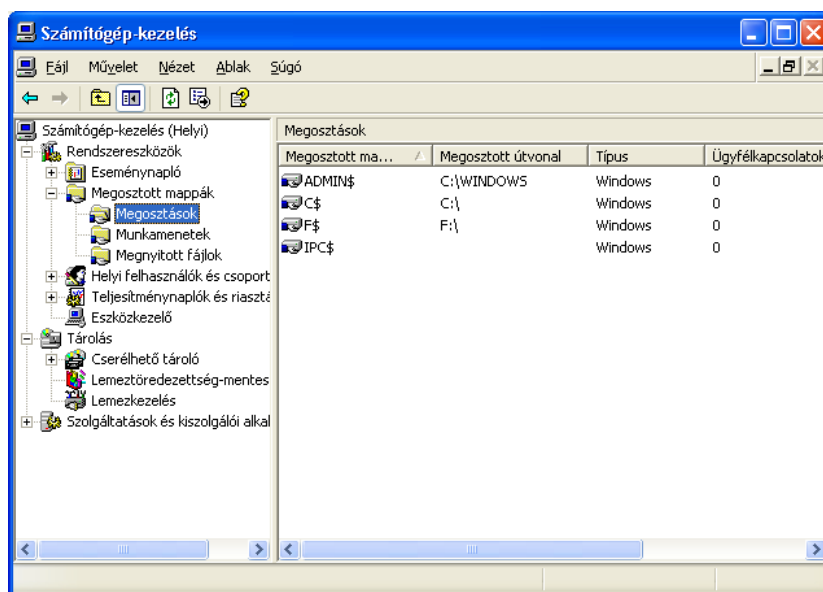 Számítógép-kezelés
Fájl Művelet Nézet Ablak Súgó
Számítógép-kezelés (Helyi)
Rendszereszközök
Eseménynapló
Megosztott mappák
Megosztások
Munkamenetek
Megnyitott fájlok
Helyi felhasználók és csoport
Teljesítménynaplók és riasztá
Eszközkezelő
Tárolás
Cserélhető tároló
Lemeztöredezettség-mentes
Lemezkezelés
Szolgáltatások és kiszolgálói alkal
Megosztások
Megosztott ma... Megosztott útvonal Típus Ügyfélkapcsolatok
ADMIN$ C:\WINDOWS Windows 0
C$ C:\ Windows 0
F$ F:\ Windows 0
IPC$ Windows 0